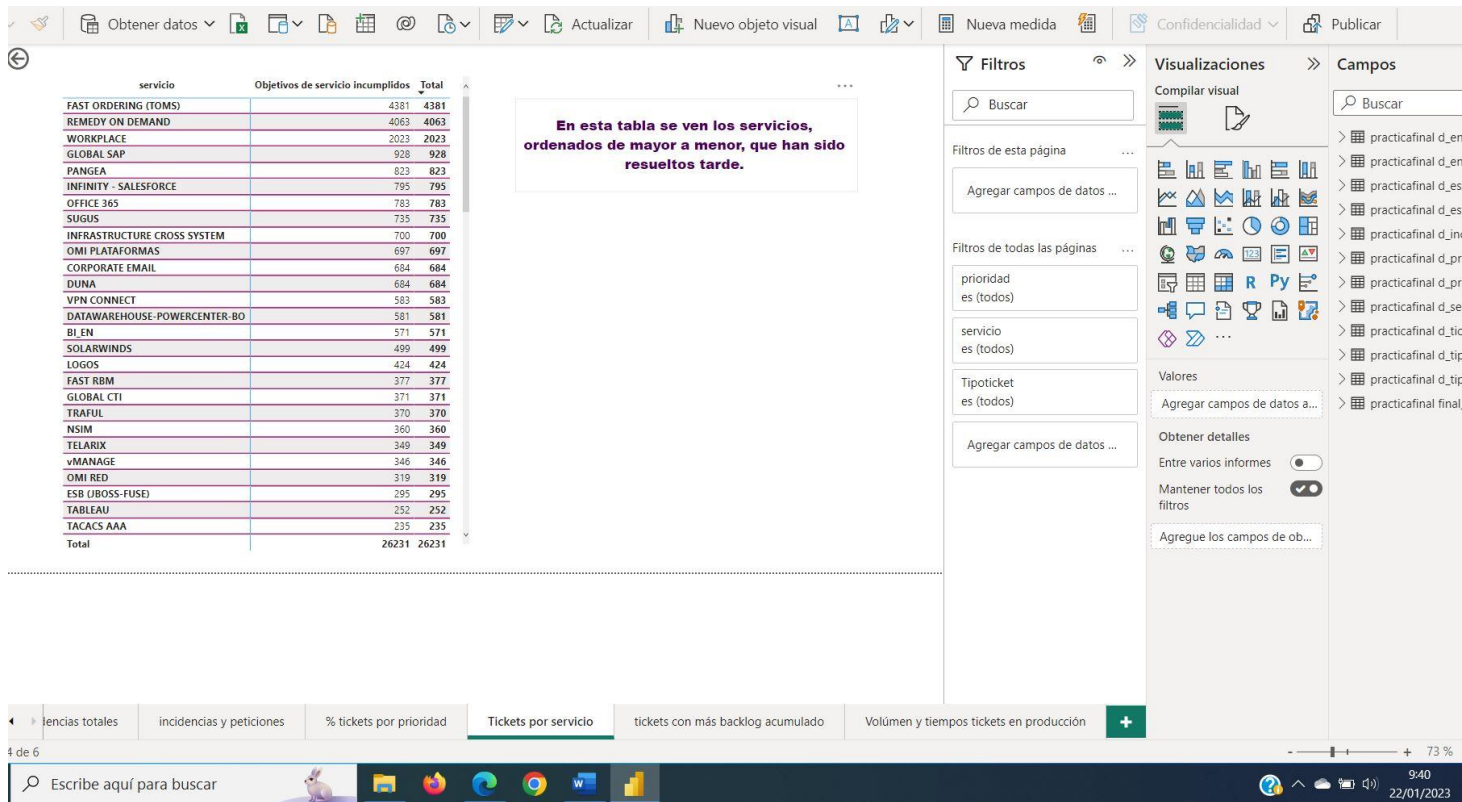 Obtener datos Actualizar Nuevo objeto visual Nueva medida Confidencialidad Publicar
servicio Objetivos de servicio incumplidos Total
FAST ORDERING (TOMS) 4381 4381
REMEDY ON DEMAND 4063 4063
WORKPLACE 2023 2023
GLOBAL SAP 928 928
PANGEA 823 823
INFINITY - SALESFORCE 795 795
OFFICE 365 783 783
SUGUS 735 735
INFRASTRUCTURE CROSS SYSTEM 700 700
OMI PLATAFORMAS 697 697
CORPORATE EMAIL 684 684
DUNA 684 684
VPN CONNECT 583 583
DATAWAREHOUSE-POWERCENTER-BO 581 581
BI_EN 571 571
SOLARWINDS 499 499
LOGOS 424 424
FAST RBM 377 377
GLOBAL CTI 371 371
TRAFUL 370 370
NSIM 360 360
TELARIX 349 349
vMANAGE 346 346
OMI RED 319 319
ESB (JBOSS-FUSE) 295 295
TABLEAU 252 252
TACACS AAA 235 235
Total 26231 26231
En esta tabla se ven los servicios,
ordenados de mayor a menor, que han sido
resueltos tarde.
Filtros
Buscar
Filtros de esta página ...
Agregar campos de datos ...
Filtros de todas las páginas ...
prioridad
es (todos)
servicio
es (todos)
Tipoticket
es (todos)
Agregar campos de datos ...
Visualizaciones
Compilar visual
123
R Py
...
Valores
Agregar campos de datos a...
Obtener detalles
Entre varios informes
Mantener todos los
filtros
Agregue los campos de ob...
Campos
Buscar
practicafinal d_en
practicafinal d_en
practicafinal d_es
practicafinal d_es
practicafinal d_inc
practicafinal d_pr
practicafinal d_pr
practicafinal d_se
practicafinal d_tic
practicafinal d_tip
practicafinal d_tip
practicafinal final_
dencias totales incidencias y peticiones % tickets por prioridad Tickets por servicio tickets con más backlog acumulado Volúmen y tiempos tickets en producción +
4 de 6 - + 73 %
Escribe aquí para buscar 9:40
22/01/2023